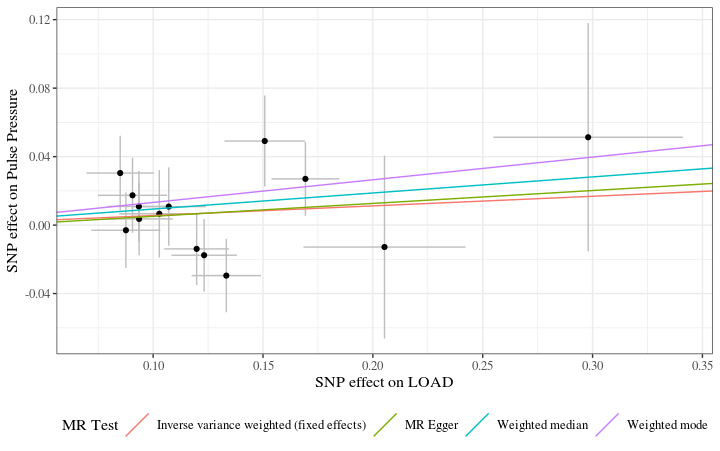 0.12
0.08
0.04
0.00
-0.04
SNP effect on Pulse Pressure
0.10 0.15 0.20 0.25 0.30 0.35
SNP effect on LOAD
MR Test Inverse variance weighted (fixed effects) MR Egger Weighted median Weighted mode